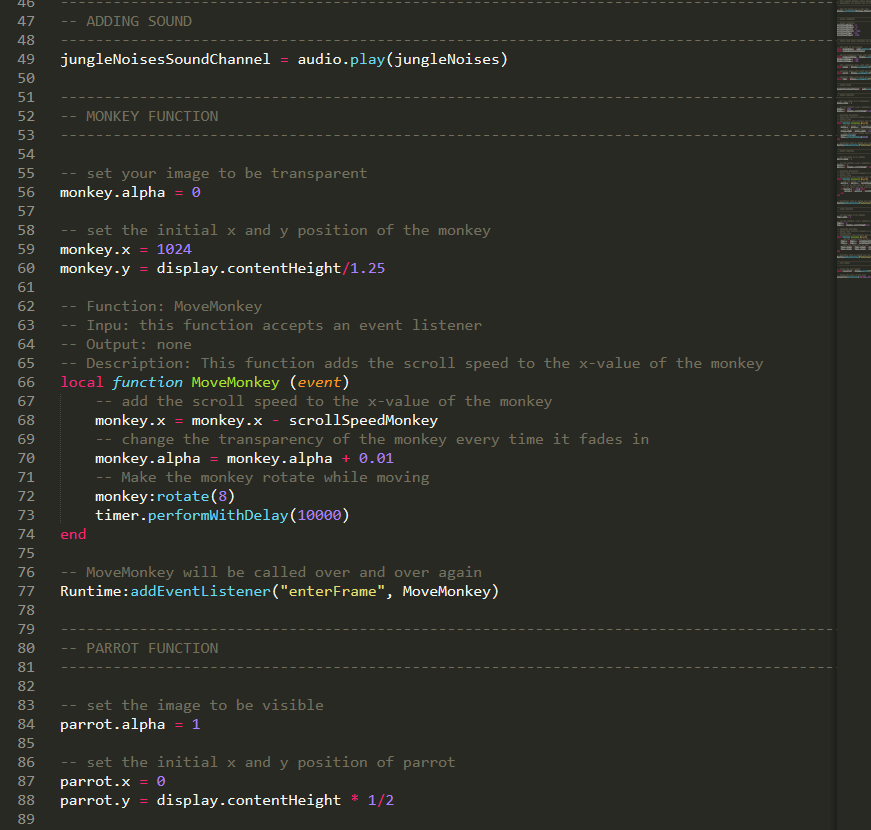 46 ----------------------------------------------------------------------------------------
47 -- ADDING SOUND
48 ----------------------------------------------------------------------------------------
49 jungleNoisesSoundChannel = audio.play(jungleNoises)
50
51 ----------------------------------------------------------------------------------------
52 -- MONKEY FUNCTION
53 ----------------------------------------------------------------------------------------
54
55 -- set your image to be transparent
56 monkey.alpha = 0
57
58 -- set the initial x and y position of the monkey
59 monkey.x = 1024
60 monkey.y = display.contentHeight/1.25
61
62 -- Function: MoveMonkey
63 -- Inpu: this function accepts an event listener
64 -- Output: none
65 -- Description: This function adds the scroll speed to the x-value of the monkey
66 local function MoveMonkey (event)
67     -- add the scroll speed to the x-value of the monkey
68     monkey.x = monkey.x - scrollSpeedMonkey
69     -- change the transparency of the monkey every time it fades in
70     monkey.alpha = monkey.alpha + 0.01
71     -- Make the monkey rotate while moving
72     monkey:rotate(8)
73     timer.performWithDelay(10000)
74 end
75
76 -- MoveMonkey will be called over and over again
77 Runtime:addEventListener("enterFrame", MoveMonkey)
78
79 ----------------------------------------------------------------------------------------
80 -- PARROT FUNCTION
81 ----------------------------------------------------------------------------------------
82
83 -- set the image to be visible
84 parrot.alpha = 1
85
86 -- set the initial x and y position of parrot
87 parrot.x = 0
88 parrot.y = display.contentHeight * 1/2
89